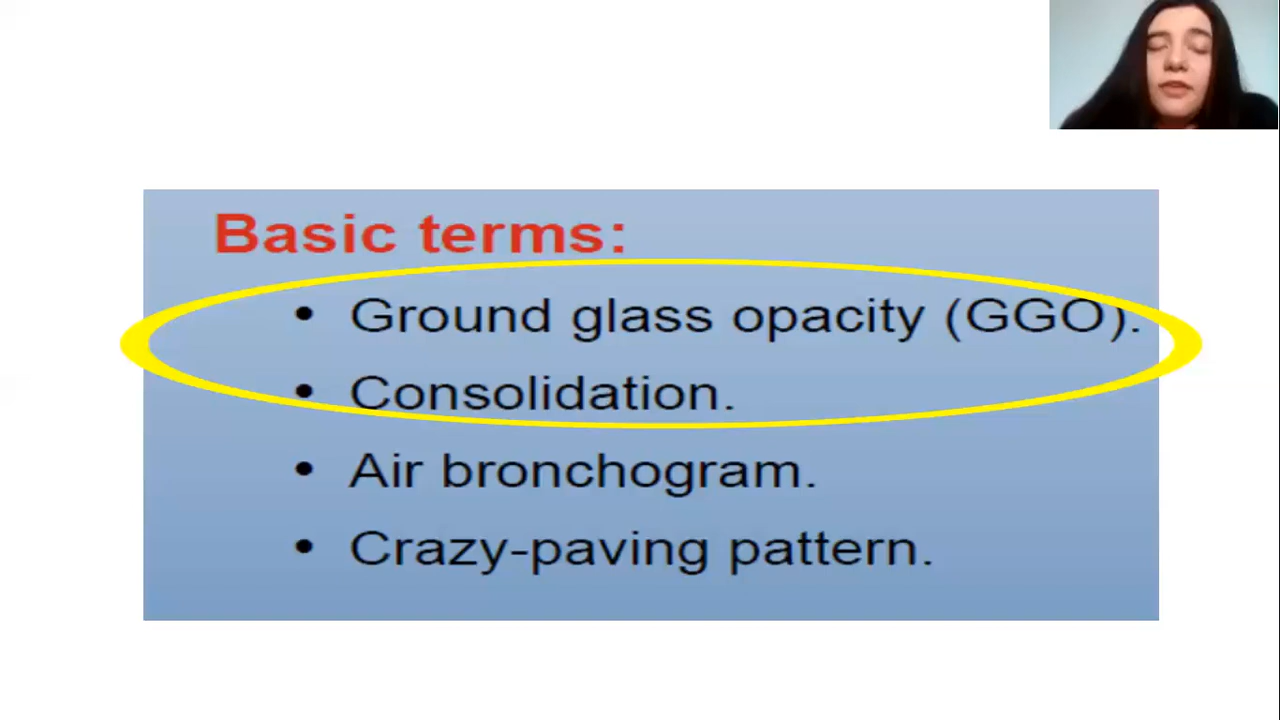 Basic terms:
• Ground glass opacity (GGO).
• Consolidation.
• Air bronchogram.
• Crazy-paving pattern.